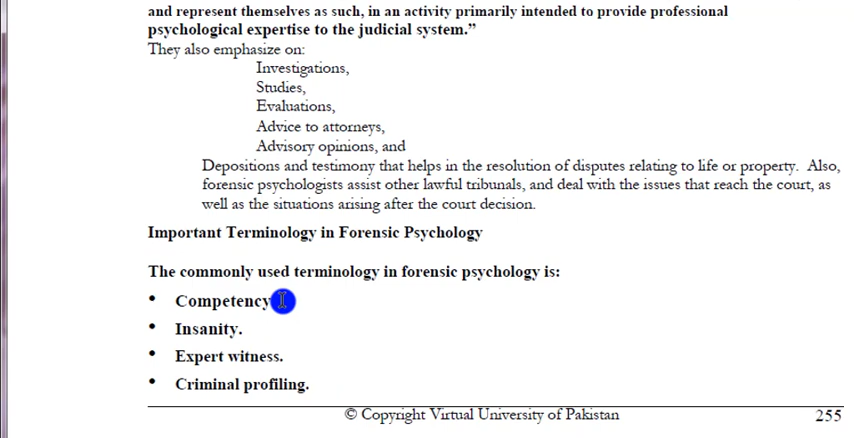 and represent themselves as such, in an activity primarily intended to provide professional
psychological expertise to the judicial system.”
They also emphasize on:
Investigations,
Studies,
Evaluations,
Advice to attorneys,
Advisory opinions, and
Depositions and testimony that helps in the resolution of disputes relating to life or property. Also,
forensic psychologists assist other lawful tribunals, and deal with the issues that reach the court, as
well as the situations arising after the court decision.
Important Terminology in Forensic Psychology
The commonly used terminology in forensic psychology is:
• Competency
• Insanity.
• Expert witness.
• Criminal profiling.
© Copyright Virtual University of Pakistan 255